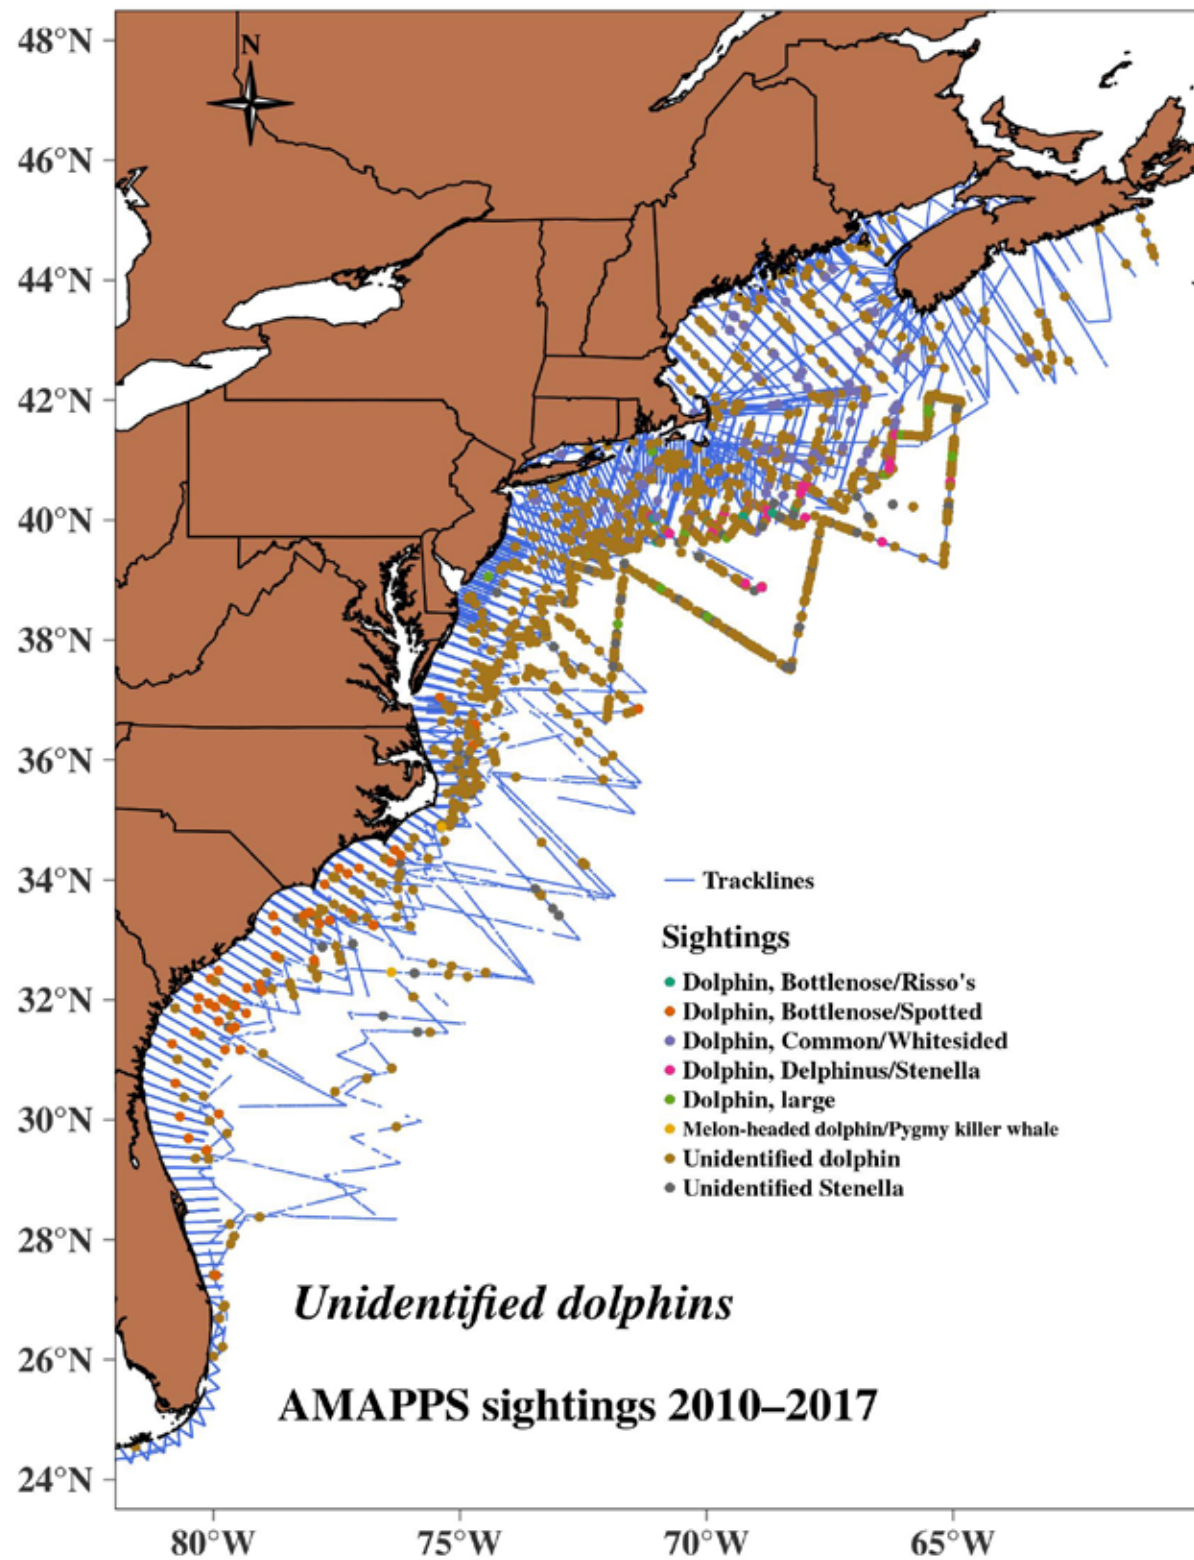 48°N
N
46°N
44°N
42°N
40°N
38°N
36°N
34°N
Tracklines
Sightings
Dolphin, Bottlenose/Risso's
32°N
Dolphin, Bottlenose/Spotted
Dolphin, Common/Whitesided
Dolphin, Delphinus/Stenella
Dolphin, large
30°N
Melon-headed dolphin/Pygmy killer whale
Unidentified dolphin
Unidentified Stenella
28°N
Unidentified dolphins
26°N
AMAPPS sightings 2010–2017
24°N
80°W 75°W 70°W 65°W